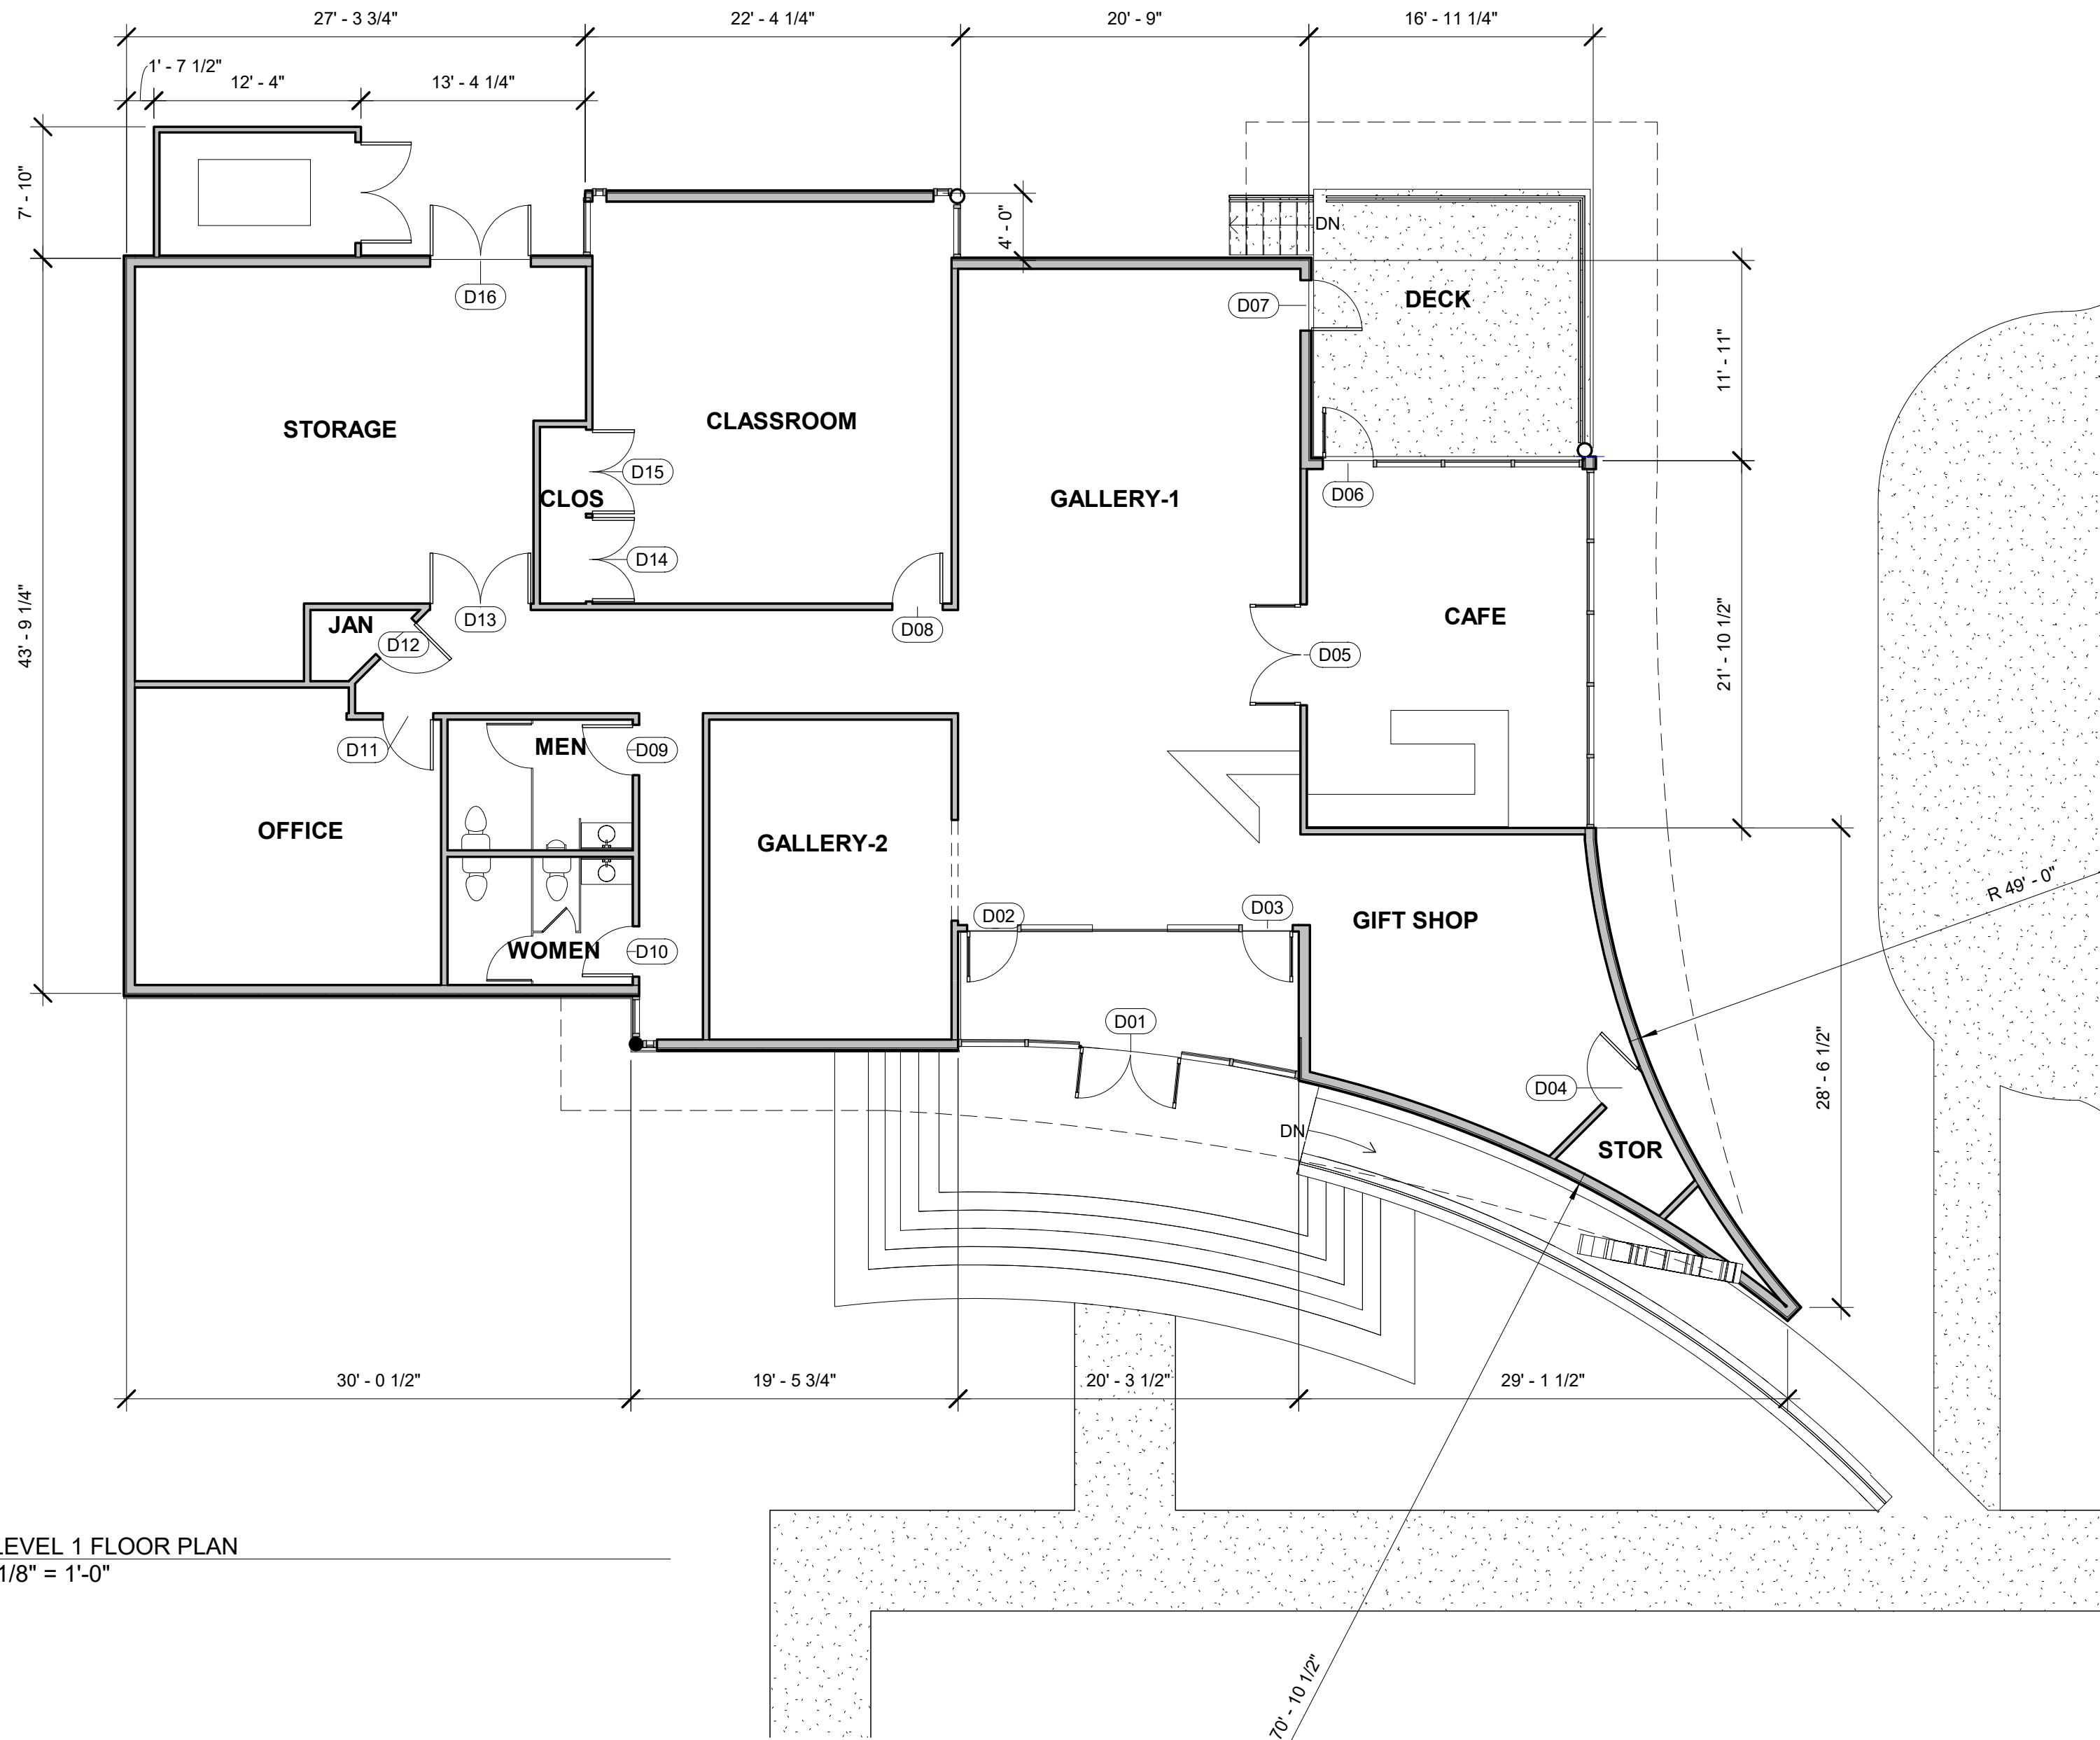 27' - 3 3/4"
22' - 4 1/4"
20' - 9"
16' - 11 1/4"
1' - 7 1/2"
12' - 4"
13' - 4 1/4"
7' - 10"
4' - 0"
DN
D16
D07
DECK
11' - 11"
STORAGE
CLASSROOM
D15
CLOS
GALLERY-1
D06
D14
43' - 9 1/4"
JAN
D12
D13
D08
CAFE
D05
21' - 10 1/2"
D11
MEN
D09
OFFICE
GALLERY-2
R 49' - 0"
D02
D03
GIFT SHOP
WOMEN
D10
D01
28' - 6 1/2"
D04
DN
STOR
30' - 0 1/2"
19' - 5 3/4"
20' - 3 1/2"
29' - 1 1/2"
LEVEL 1 FLOOR PLAN
1/8" = 1'-0"
70' - 10 1/2"